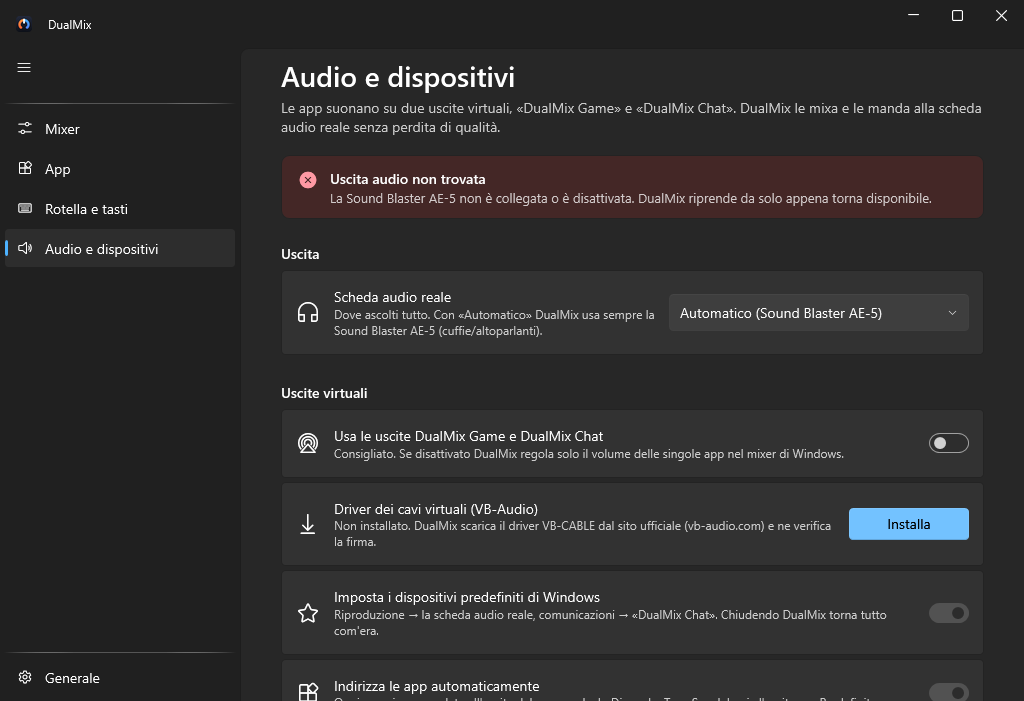 DualMix
Audio e dispositivi
Le app suonano su due uscite virtuali, «DualMix Game» e «DualMix Chat». DualMix le mixa e le manda alla scheda
audio reale senza perdita di qualità.
Mixer
App
Rotella e tasti
Audio e dispositivi
Uscita audio non trovata
La Sound Blaster AE-5 non è collegata o è disattivata. DualMix riprende da solo appena torna disponibile.
Uscita
Scheda audio reale
Dove ascolti tutto. Con «Automatico» DualMix usa sempre la
Sound Blaster AE-5 (cuffie/altoparlanti).
Automatico (Sound Blaster AE-5)
Uscite virtuali
Usa le uscite DualMix Game e DualMix Chat
Consigliato. Se disattivato DualMix regola solo il volume delle singole app nel mixer di Windows.
Driver dei cavi virtuali (VB-Audio)
Non installato. DualMix scarica il driver VB-CABLE dal sito ufficiale (vb-audio.com) e ne verifica
la firma.
Installa
Imposta i dispositivi predefiniti di Windows
Riproduzione → la scheda audio reale, comunicazioni → «DualMix Chat». Chiudendo DualMix torna tutto
com'era.
Indirizza le app automaticamente
Generale